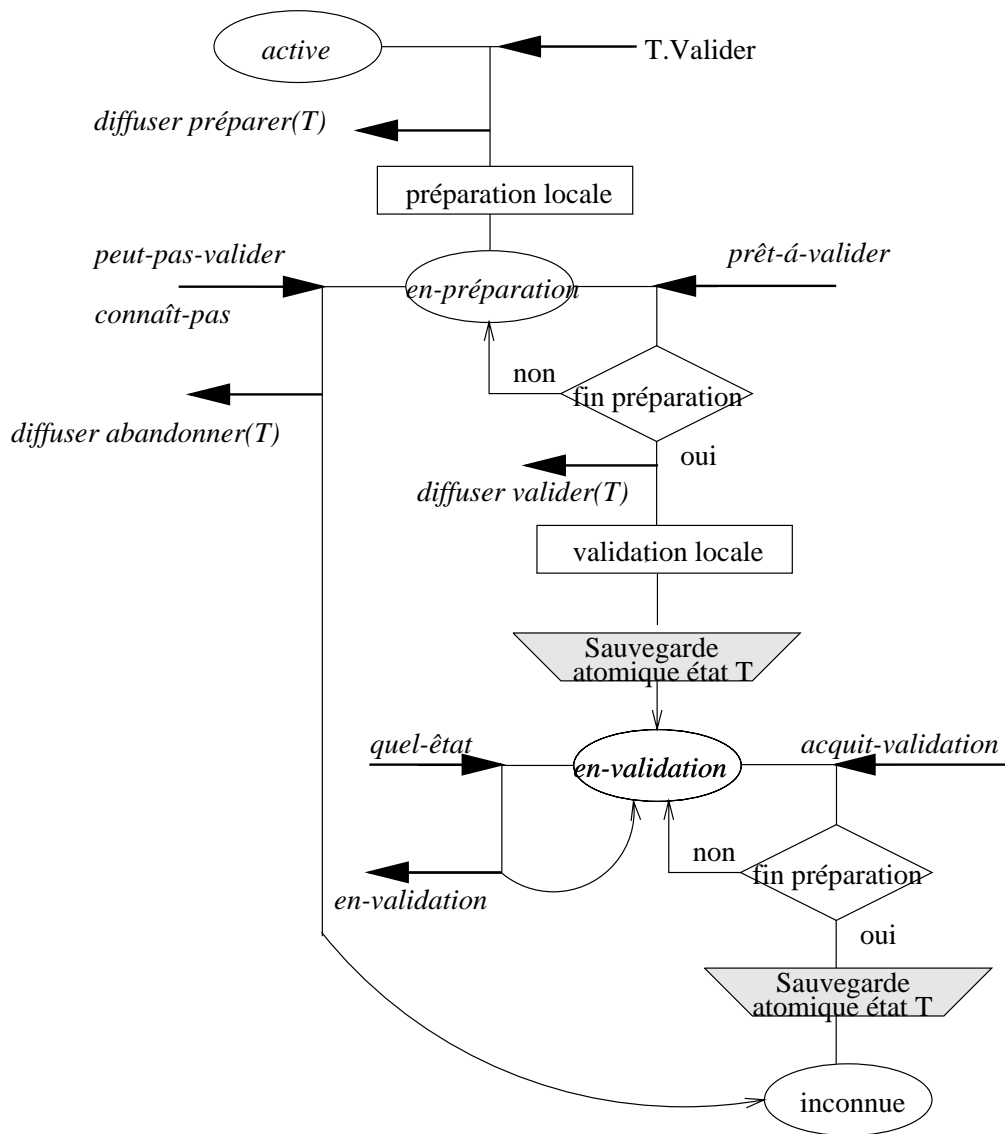 active
T.Valider
diffuser préparer(T)
préparation locale
peut-pas-valider
prêt-á-valider
en-préparation
connaît-pas
non
fin préparation
diffuser abandonner(T)
oui
diffuser valider(T)
validation locale
Sauvegarde
atomique état T
quel-êtat
acquit-validation
en-validation
non
fin préparation
en-validation
oui
Sauvegarde
atomique état T
inconnue